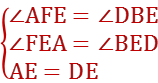 ∠AFE = ∠DBE
∠FEA = ∠BED
AE = DE